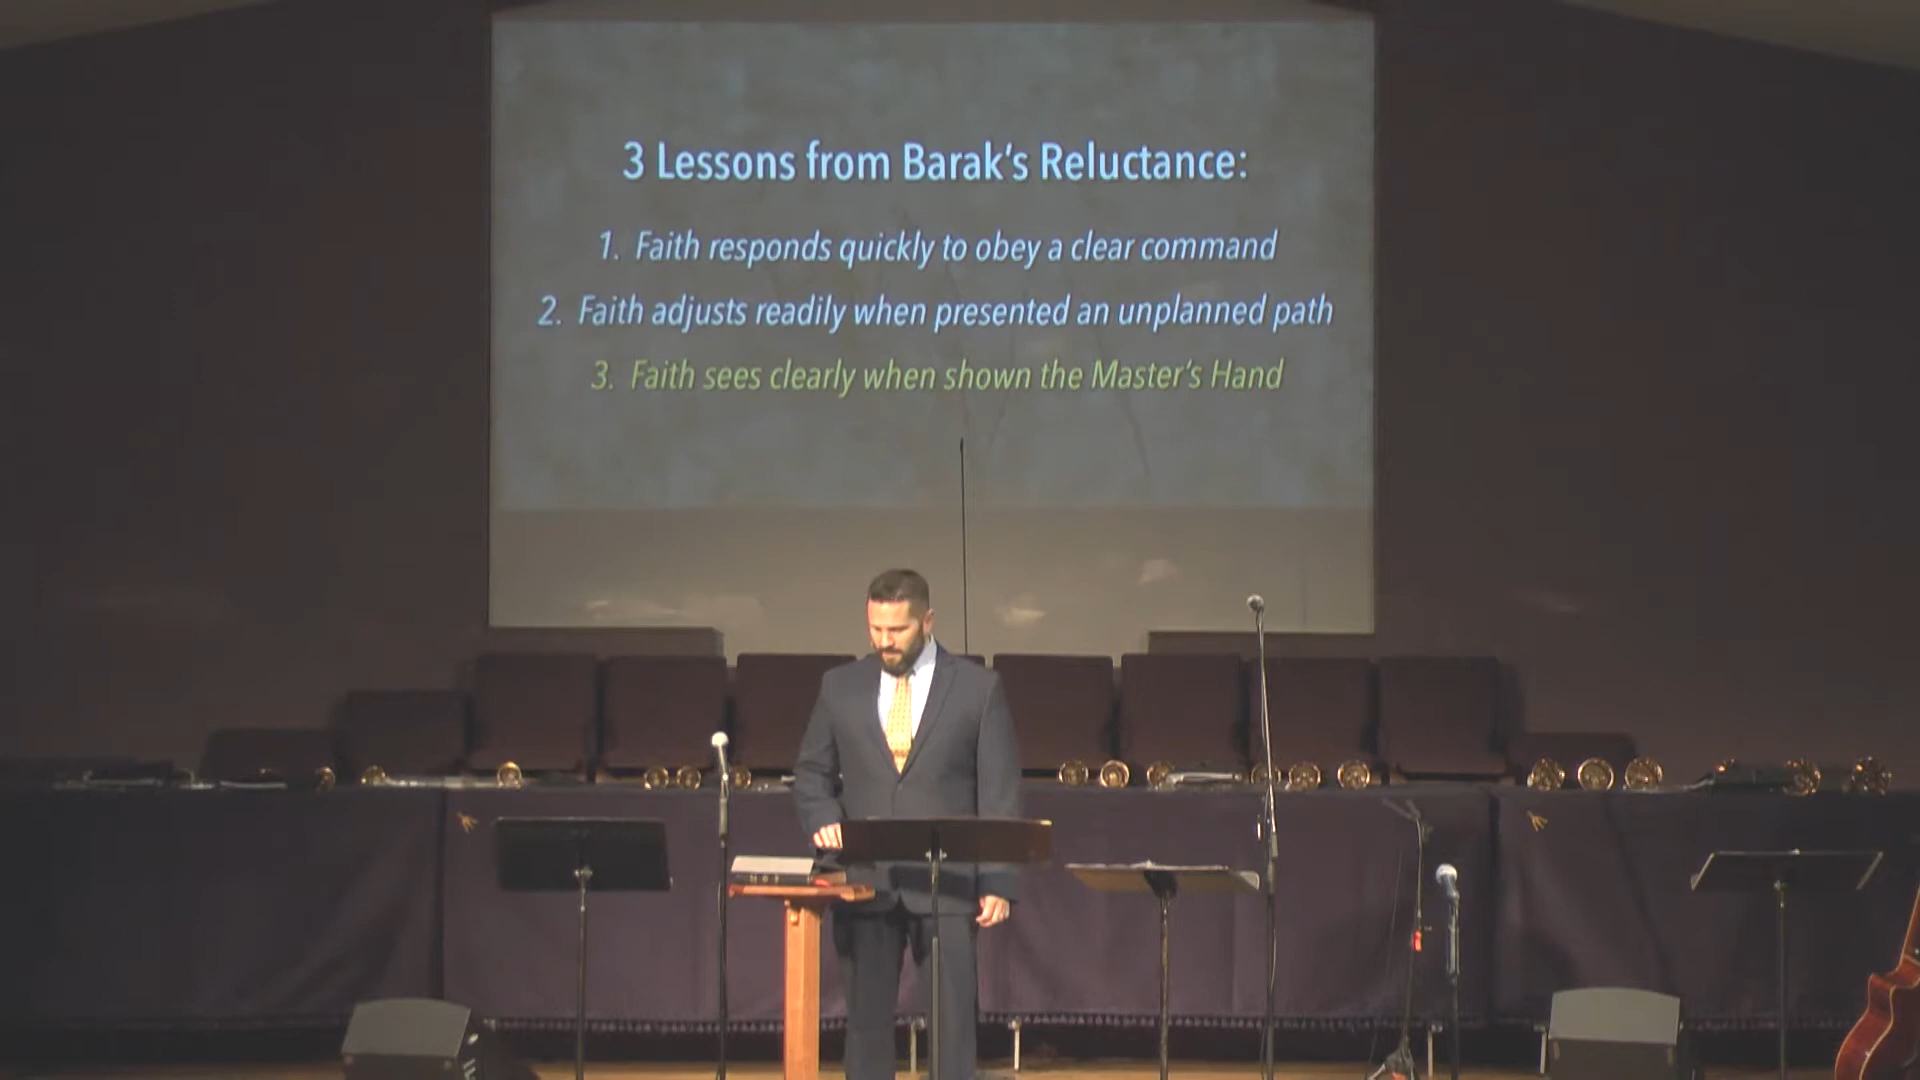 3 Lessons from Barak's Reluctance:
1. Faith responds quickly to obey a clear command
2. Faith adjusts readily when presented an unplanned path
3. Faith sees clearly when shown the Master's Hand